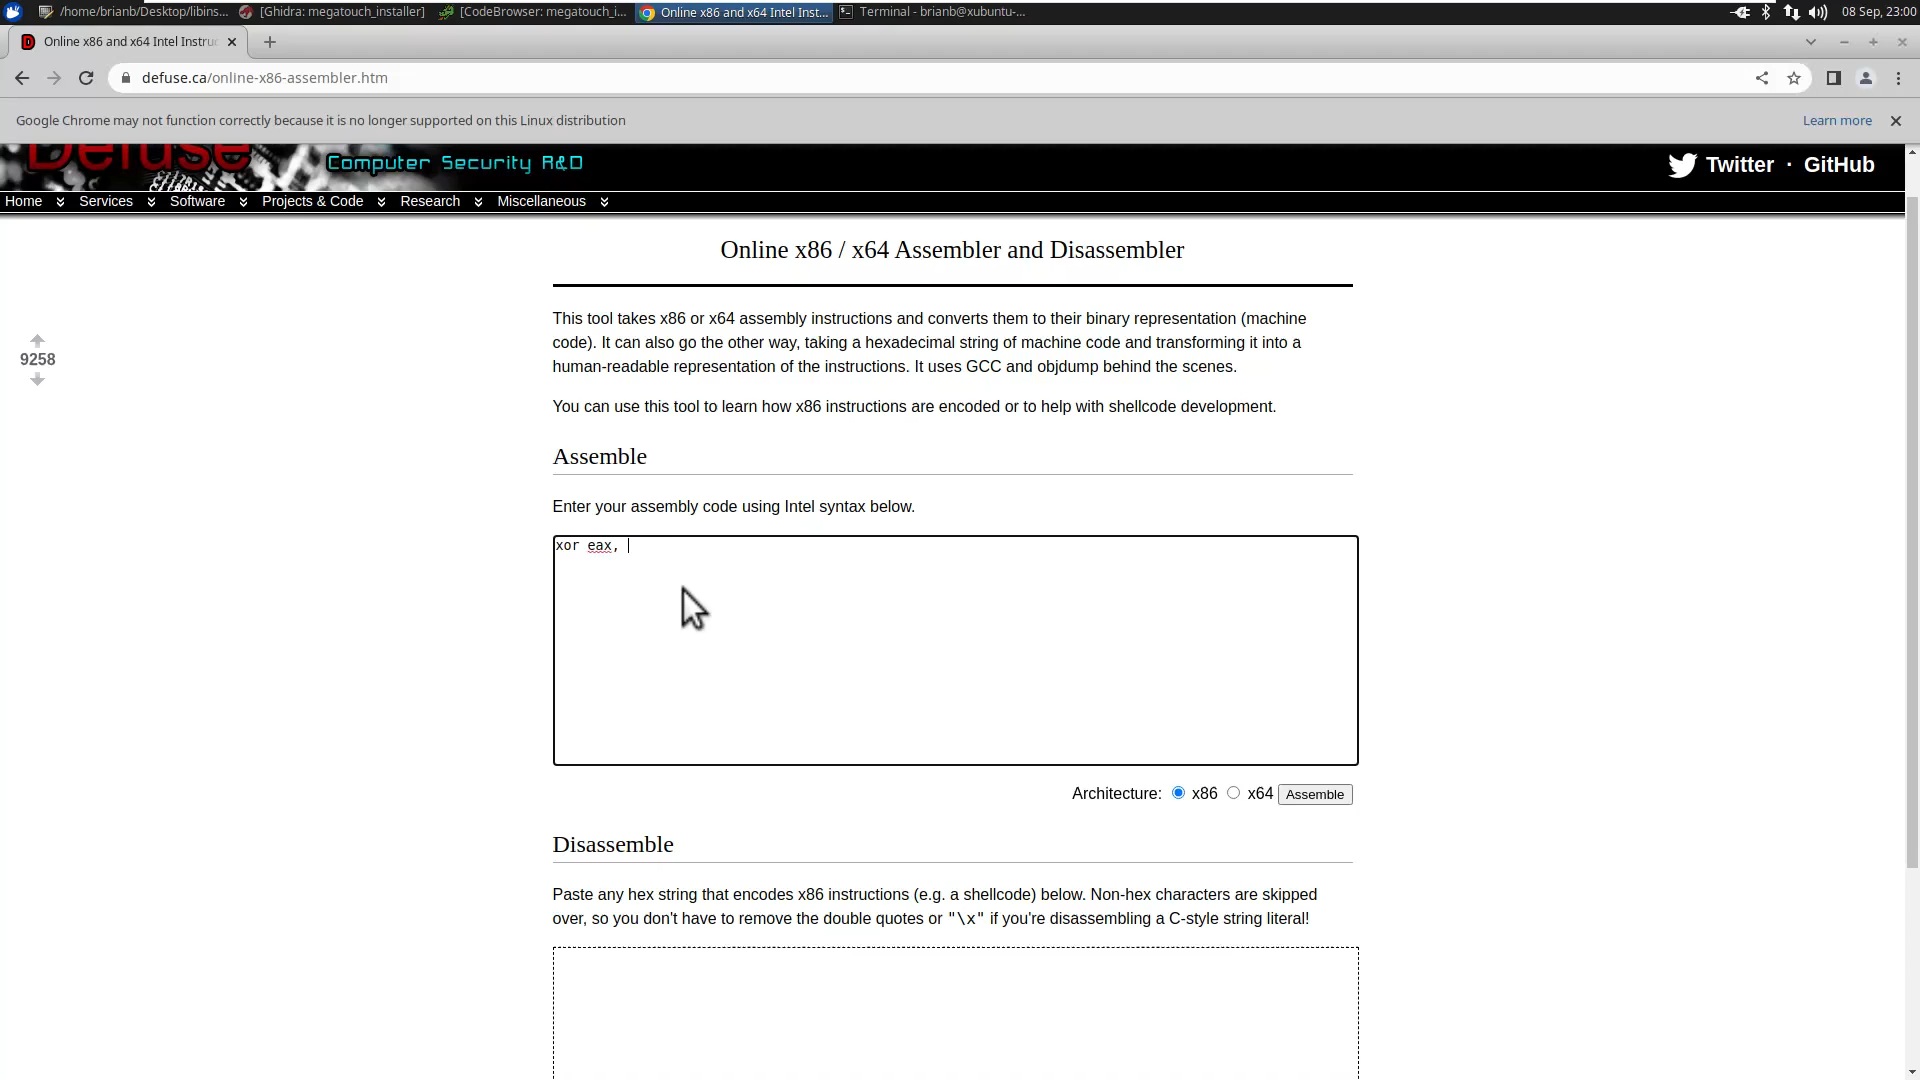 /home/brianb/Desktop/libins...
[Ghidra: megatouch_installer]
[CodeBrowser: megatouch_i...
Online x86 and x64 Intel Inst...
Terminal - brianb@xubuntu-...
08 Sep, 23:00
Online x86 and x64 Intel Instruc
defuse.ca/online-x86-assembler.htm
Google Chrome may not function correctly because it is no longer supported on this Linux distribution
Learn more
Defuse
Computer Security R&D
Twitter · GitHub
Home Services Software Projects & Code Research Miscellaneous
Online x86 / x64 Assembler and Disassembler
This tool takes x86 or x64 assembly instructions and converts them to their binary representation (machine
code). It can also go the other way, taking a hexadecimal string of machine code and transforming it into a
human-readable representation of the instructions. It uses GCC and objdump behind the scenes.
9258
You can use this tool to learn how x86 instructions are encoded or to help with shellcode development.
Assemble
Enter your assembly code using Intel syntax below.
xor eax,
Architecture: x86 x64 Assemble
Disassemble
Paste any hex string that encodes x86 instructions (e.g. a shellcode) below. Non-hex characters are skipped
over, so you don't have to remove the double quotes or "\x" if you're disassembling a C-style string literal!